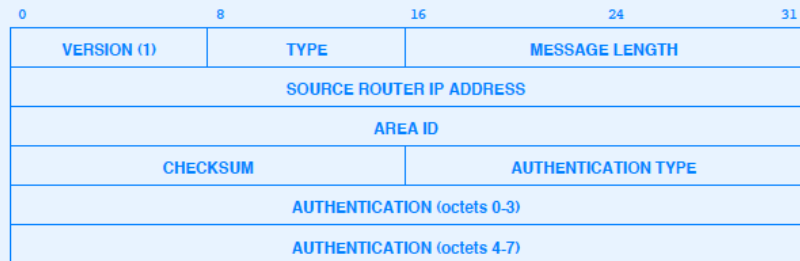 0 8 16 24 31
VERSION (1) TYPE MESSAGE LENGTH
SOURCE ROUTER IP ADDRESS
AREA ID
CHECKSUM AUTHENTICATION TYPE
AUTHENTICATION (octets 0-3)
AUTHENTICATION (octets 4-7)